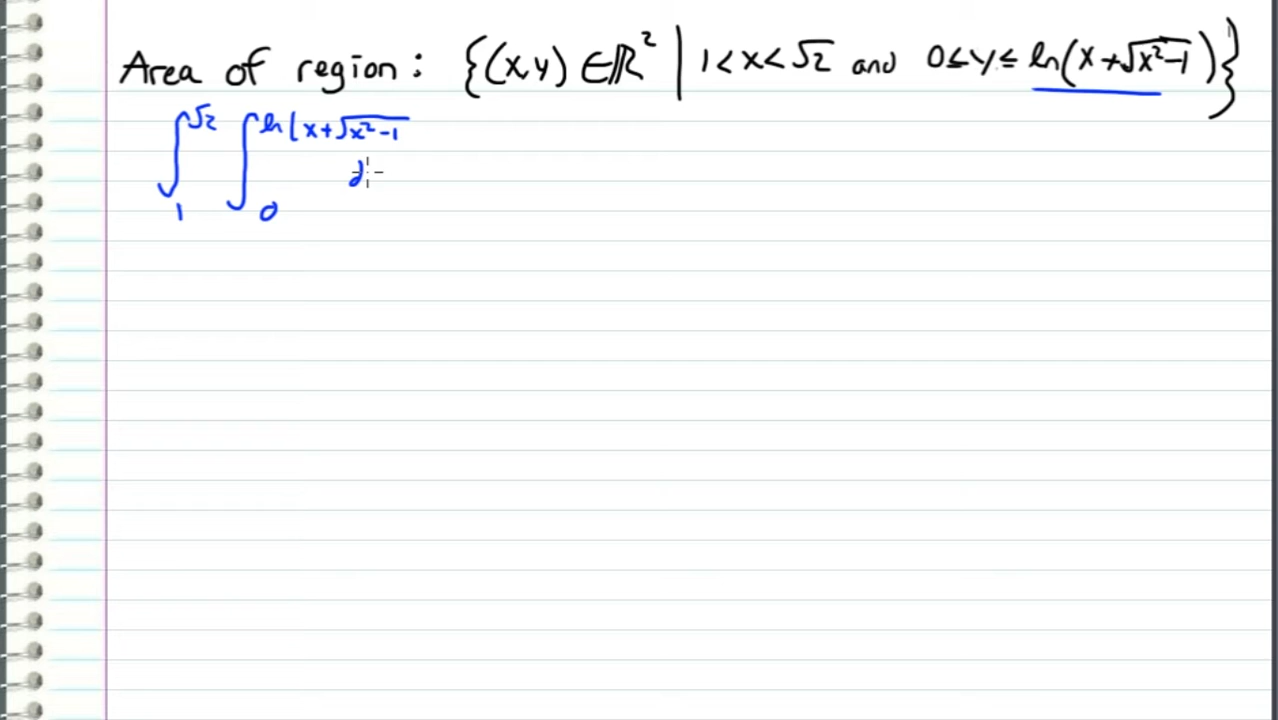 Area of region: {(x,y) ∈ ℝ² | 1<x<√2 and 0≤y≤ ln(x+√x²-1)}
∫₁^√2 ∫₀^ln(x+√x²-1 d